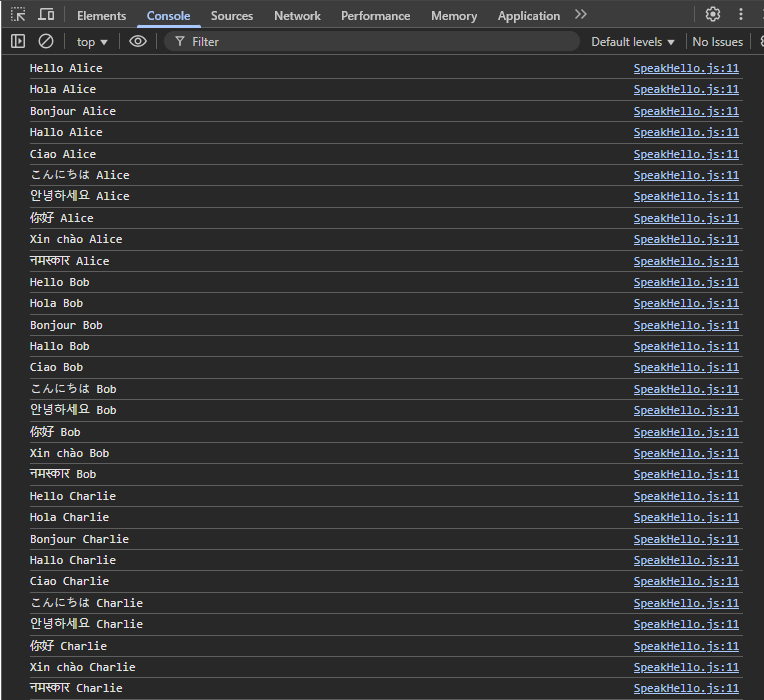 Elements Console Sources Network Performance Memory Application
top Filter Default levels No Issues
Hello Alice SpeakHello.js:11
Hola Alice SpeakHello.js:11
Bonjour Alice SpeakHello.js:11
Hallo Alice SpeakHello.js:11
Ciao Alice SpeakHello.js:11
こんにちは Alice SpeakHello.js:11
안녕하세요 Alice SpeakHello.js:11
你好 Alice SpeakHello.js:11
Xin chào Alice SpeakHello.js:11
नमस्कार Alice SpeakHello.js:11
Hello Bob SpeakHello.js:11
Hola Bob SpeakHello.js:11
Bonjour Bob SpeakHello.js:11
Hallo Bob SpeakHello.js:11
Ciao Bob SpeakHello.js:11
こんにちは Bob SpeakHello.js:11
안녕하세요 Bob SpeakHello.js:11
你好 Bob SpeakHello.js:11
Xin chào Bob SpeakHello.js:11
नमस्कार Bob SpeakHello.js:11
Hello Charlie SpeakHello.js:11
Hola Charlie SpeakHello.js:11
Bonjour Charlie SpeakHello.js:11
Hallo Charlie SpeakHello.js:11
Ciao Charlie SpeakHello.js:11
こんにちは Charlie SpeakHello.js:11
안녕하세요 Charlie SpeakHello.js:11
你好 Charlie SpeakHello.js:11
Xin chào Charlie SpeakHello.js:11
नमस्कार Charlie SpeakHello.js:11